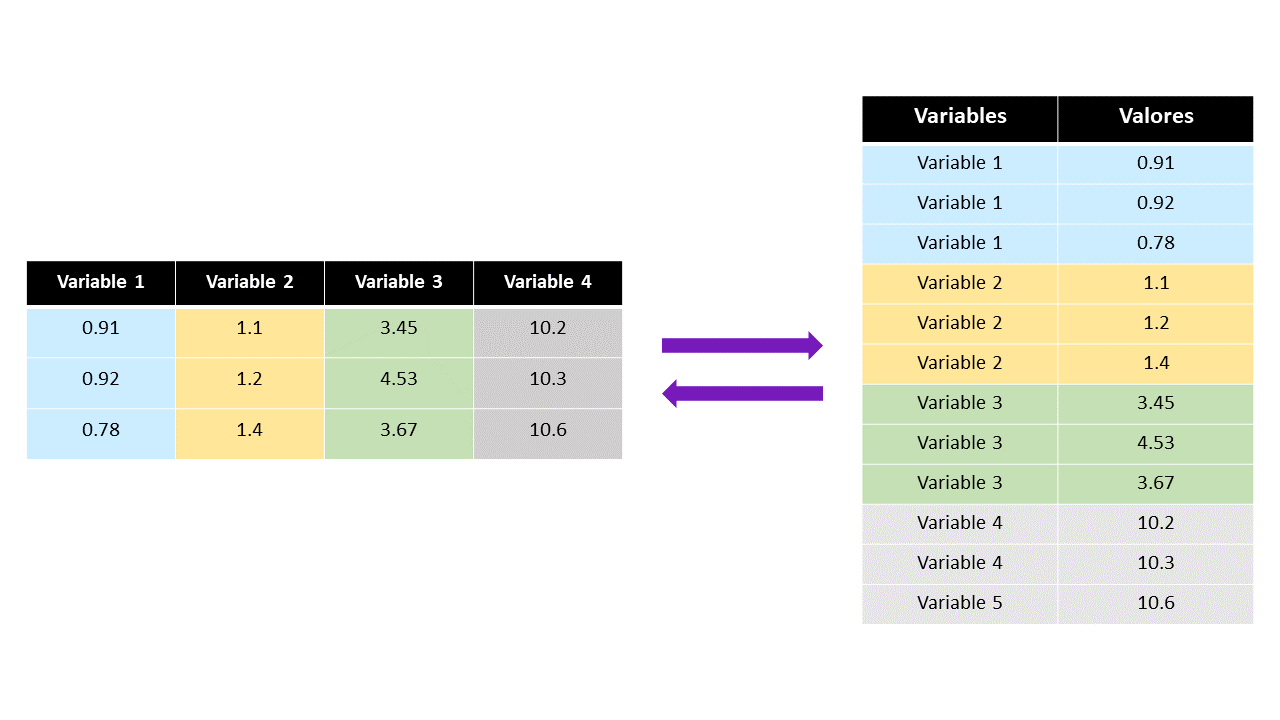 Variable 1 Variable 2 Variable 3 Variable 4
0.91 1.1 3.45 10.2
0.92 1.2 4.53 10.3
0.78 1.4 3.67 10.6
Variables Valores
Variable 1 0.91
Variable 1 0.92
Variable 1 0.78
Variable 2 1.1
Variable 2 1.2
Variable 2 1.4
Variable 3 3.45
Variable 3 4.53
Variable 3 3.67
Variable 4 10.2
Variable 4 10.3
Variable 5 10.6